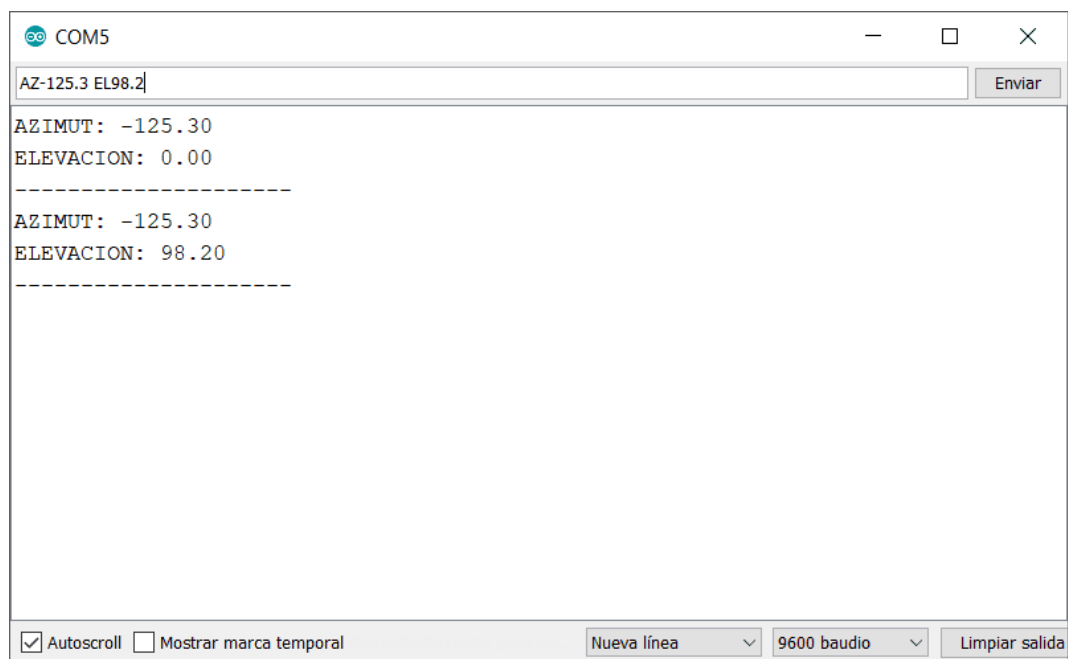 COM5
AZ-125.3 EL98.2
Enviar
AZIMUT: -125.30
ELEVACION: 0.00
---------------------
AZIMUT: -125.30
ELEVACION: 98.20
---------------------
Autoscroll Mostrar marca temporal Nueva línea 9600 baudio Limpiar salida